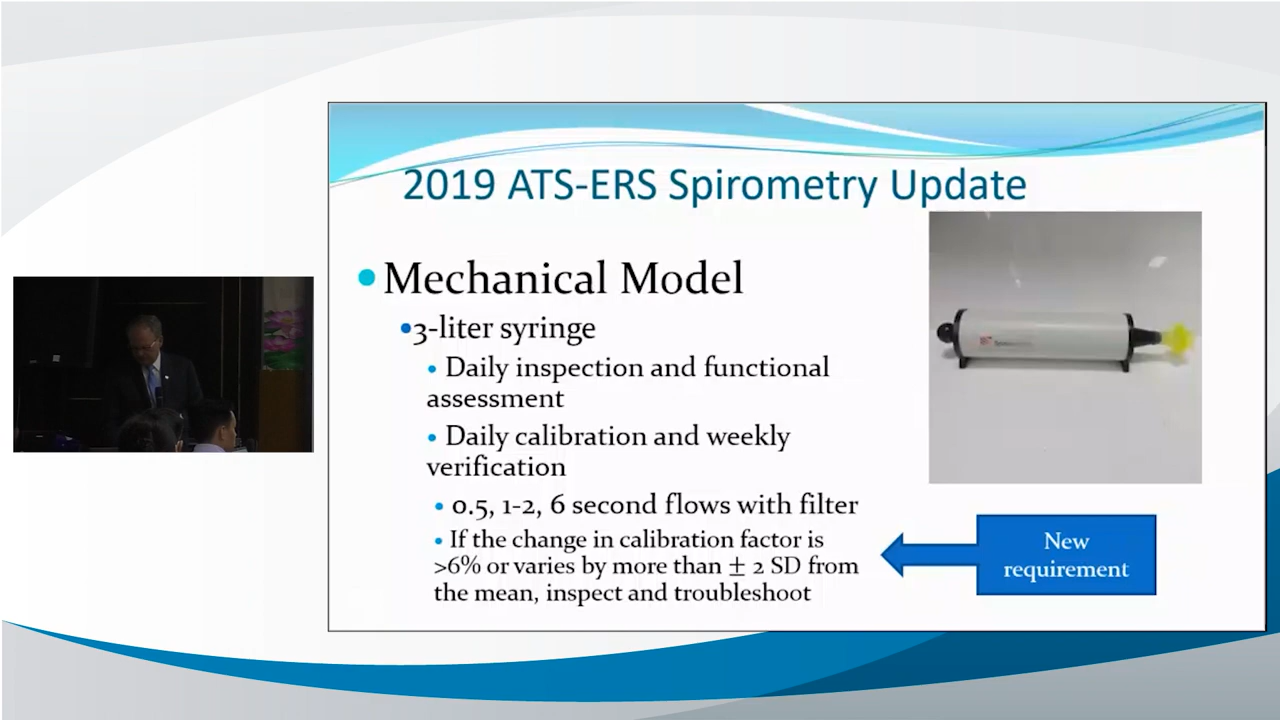 2019 ATS-ERS Spirometry Update
Mechanical Model
3-liter syringe
Daily inspection and functional
assessment
Daily calibration and weekly
verification
0.5, 1-2, 6 second flows with filter
If the change in calibration factor is
>6% or varies by more than ± 2 SD from
the mean, inspect and troubleshoot
New
requirement